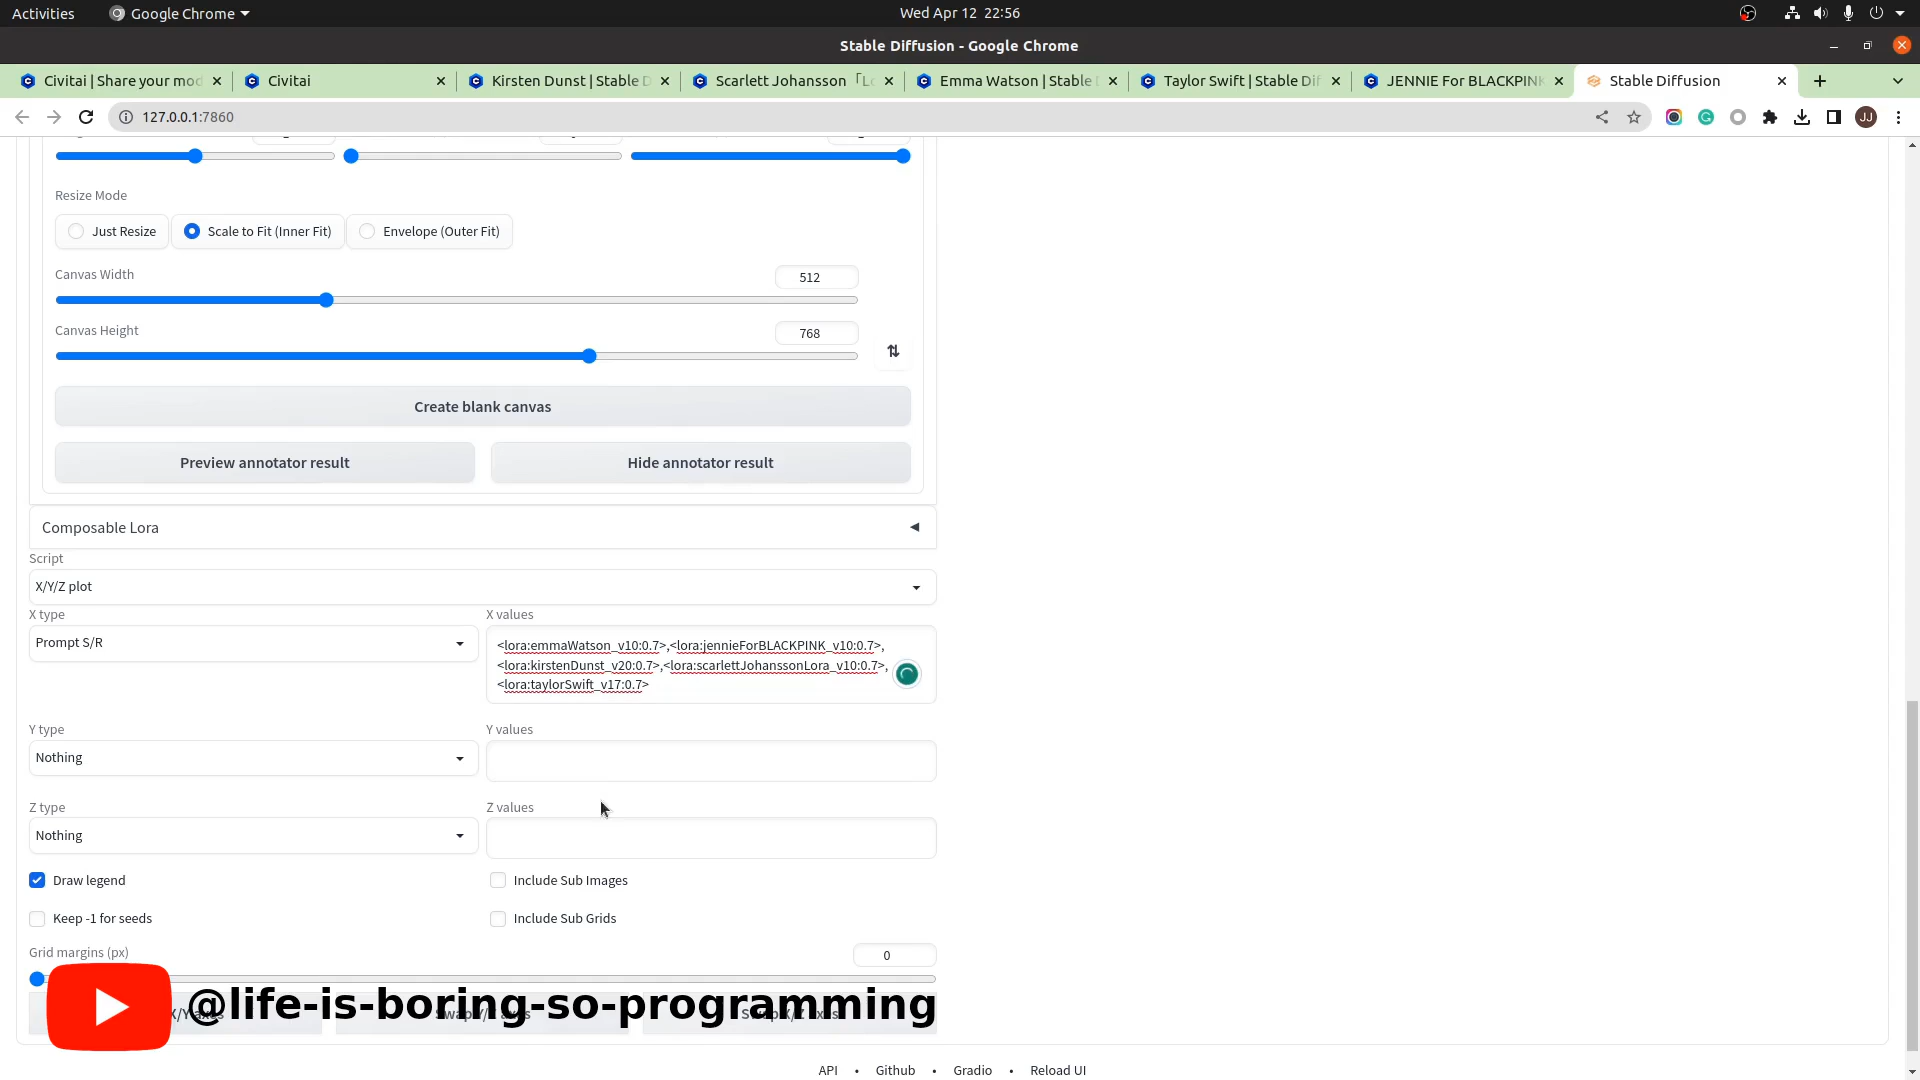 Activities
Google Chrome
Wed Apr 12 22:56
Stable Diffusion - Google Chrome
Civitai | Share your mod
Civitai
Kirsten Dunst | Stable D
Scarlett Johansson「Lo
Emma Watson | Stable
Taylor Swift | Stable Dif
JENNIE For BLACKPINK
Stable Diffusion
127.0.0.1:7860
JJ
Resize Mode
Just Resize
Scale to Fit (Inner Fit)
Envelope (Outer Fit)
Canvas Width
512
Canvas Height
768
Create blank canvas
Preview annotator result
Hide annotator result
Composable Lora
Script
X/Y/Z plot
X type
X values
Prompt S/R
<lora:emmaWatson_v10:0.7>,<lora:jennieForBLACKPINK_v10:0.7>,
<lora:kirstenDunst_v20:0.7>,<lora:scarlettJohanssonLora_v10:0.7>,
<lora:taylorSwift_v17:0.7>
Y type
Y values
Nothing
Z type
Z values
Nothing
Draw legend
Include Sub Images
Keep -1 for seeds
Include Sub Grids
Grid margins (px)
0
@life-is-boring-so-programming
API • Github • Gradio • Reload UI